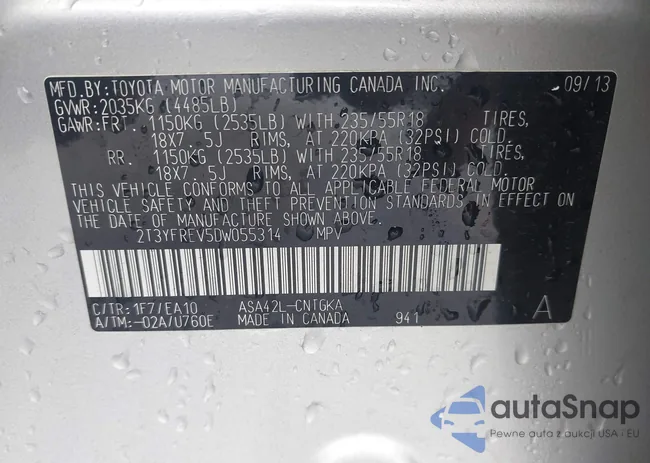 MFD.BY:TOYOTA MOTOR MANUFACTURING CANADA INC. 09/13
GVWR:2035KG (4485LB)
GAWR:FRT. 1150KG (2535LB) WITH 235/55R18 TIRES,
18X7.5J RIMS, AT 220KPA (32PSI) COLD.
RR. 1150KG (2535LB) WITH 235/55R18 TIRES,
18X7.5J RIMS, AT 220KPA (32PSI) COLD.
THIS VEHICLE CONFORMS TO ALL APPLICABLE FEDERAL MOTOR
VEHICLE SAFETY AND THEFT PREVENTION STANDARDS IN EFFECT ON
THE DATE OF MANUFACTURE SHOWN ABOVE.
2T3YFREV5DW055314 MPV
C/TR:1F7/EA10 ASA42L-CNTGKA A
A/TM:-02A/U760E MADE IN CANADA 941
autaSnap
Pewne auta z aukcji USA i EU